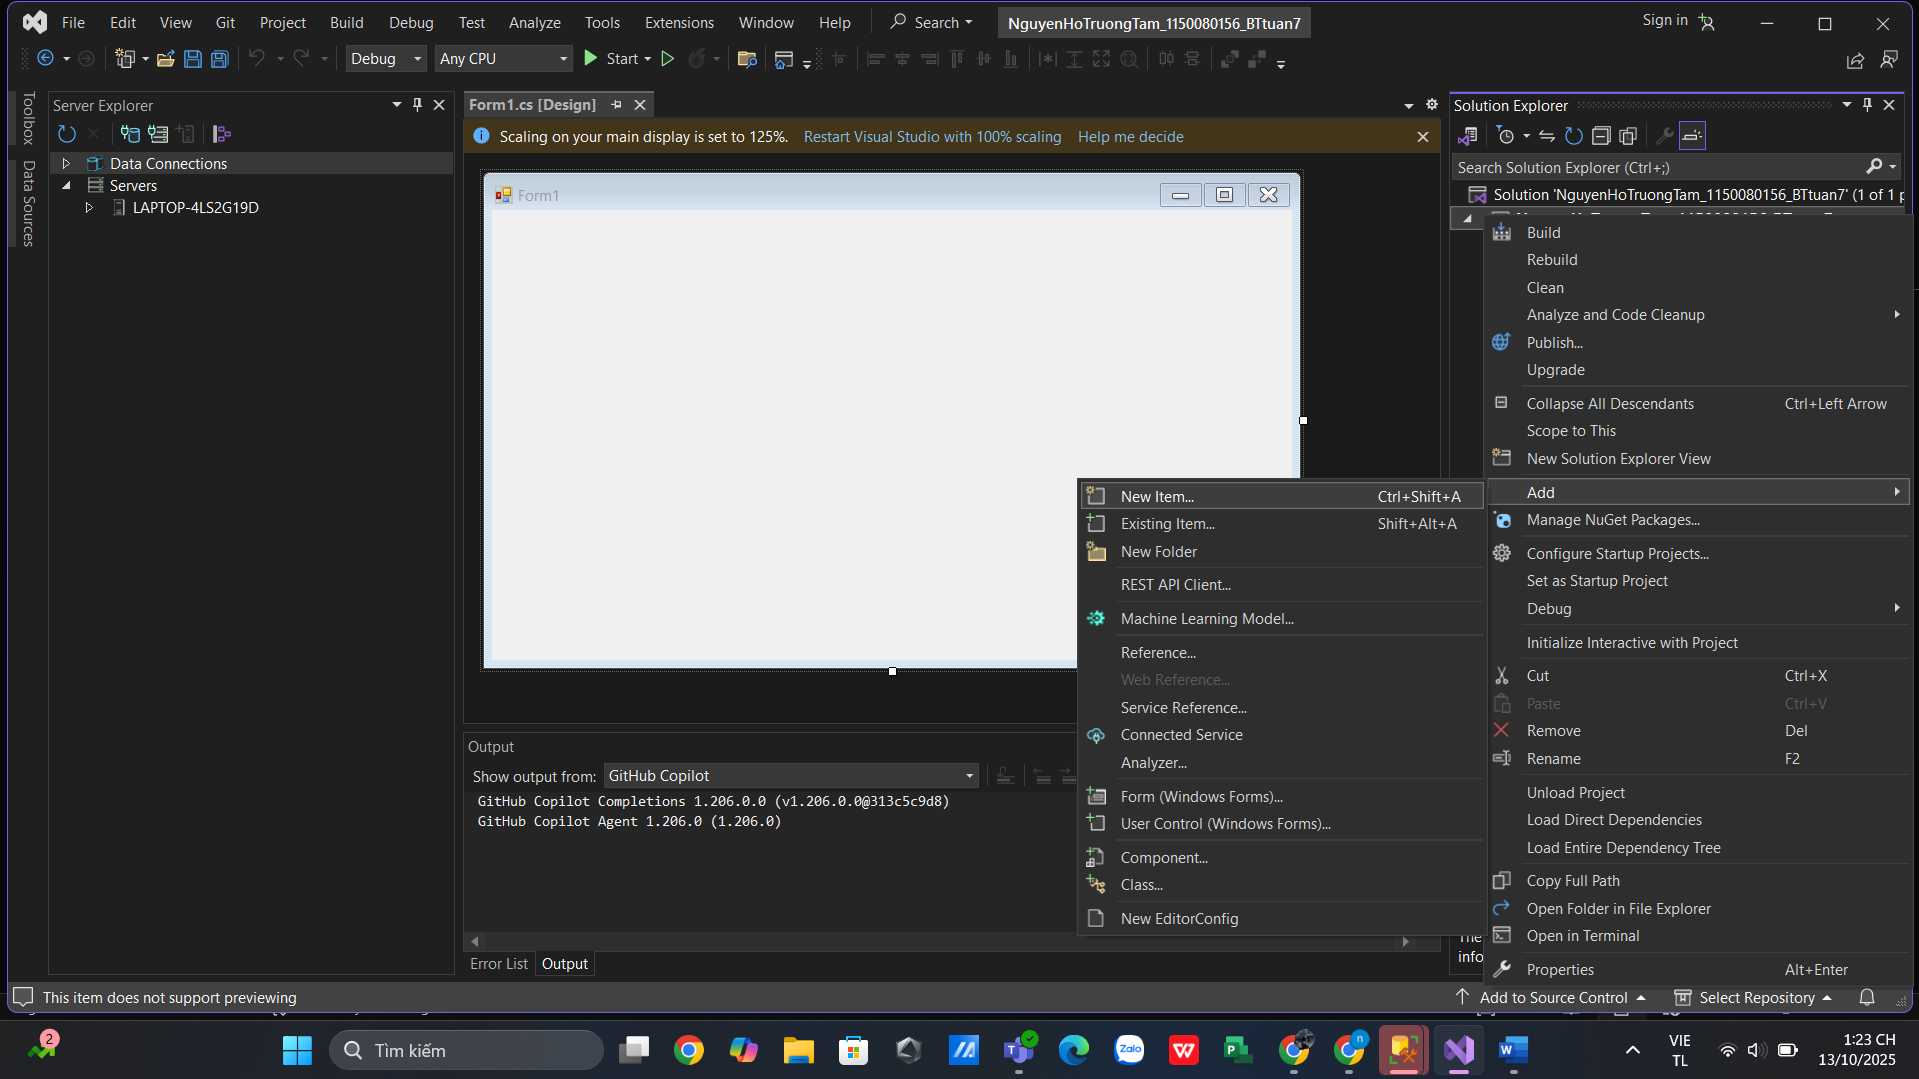 File Edit View Git Project Build Debug Test Analyze Tools Extensions Window Help Search NguyenHoTruongTam_1150080156_BTtuan7 Sign in
Debug Any CPU Start
Toolbox
Data Sources
Server Explorer
Data Connections
Servers
LAPTOP-4LS2G19D
Form1.cs [Design]
Scaling on your main display is set to 125%. Restart Visual Studio with 100% scaling Help me decide
Form1
Solution Explorer
Search Solution Explorer (Ctrl+;)
Solution 'NguyenHoTruongTam_1150080156_BTtuan7' (1 of 1 p
Build
Rebuild
Clean
Analyze and Code Cleanup
Publish...
Upgrade
Collapse All Descendants Ctrl+Left Arrow
Scope to This
New Solution Explorer View
Add
Manage NuGet Packages...
Configure Startup Projects...
Set as Startup Project
Debug
Initialize Interactive with Project
Cut Ctrl+X
Paste Ctrl+V
Remove Del
Rename F2
Unload Project
Load Direct Dependencies
Load Entire Dependency Tree
Copy Full Path
Open Folder in File Explorer
Open in Terminal
Properties Alt+Enter
New Item... Ctrl+Shift+A
Existing Item... Shift+Alt+A
New Folder
REST API Client...
Machine Learning Model...
Reference...
Web Reference...
Service Reference...
Connected Service
Analyzer...
Form (Windows Forms)...
User Control (Windows Forms)...
Component...
Class...
New EditorConfig
Output
Show output from: GitHub Copilot
GitHub Copilot Completions 1.206.0.0 (v1.206.0.0@313c5c9d8)
GitHub Copilot Agent 1.206.0 (1.206.0)
Error List Output
The
info
This item does not support previewing
Add to Source Control Select Repository
2
Tìm kiếm
Zalo
VIE
TL
1:23 CH
13/10/2025